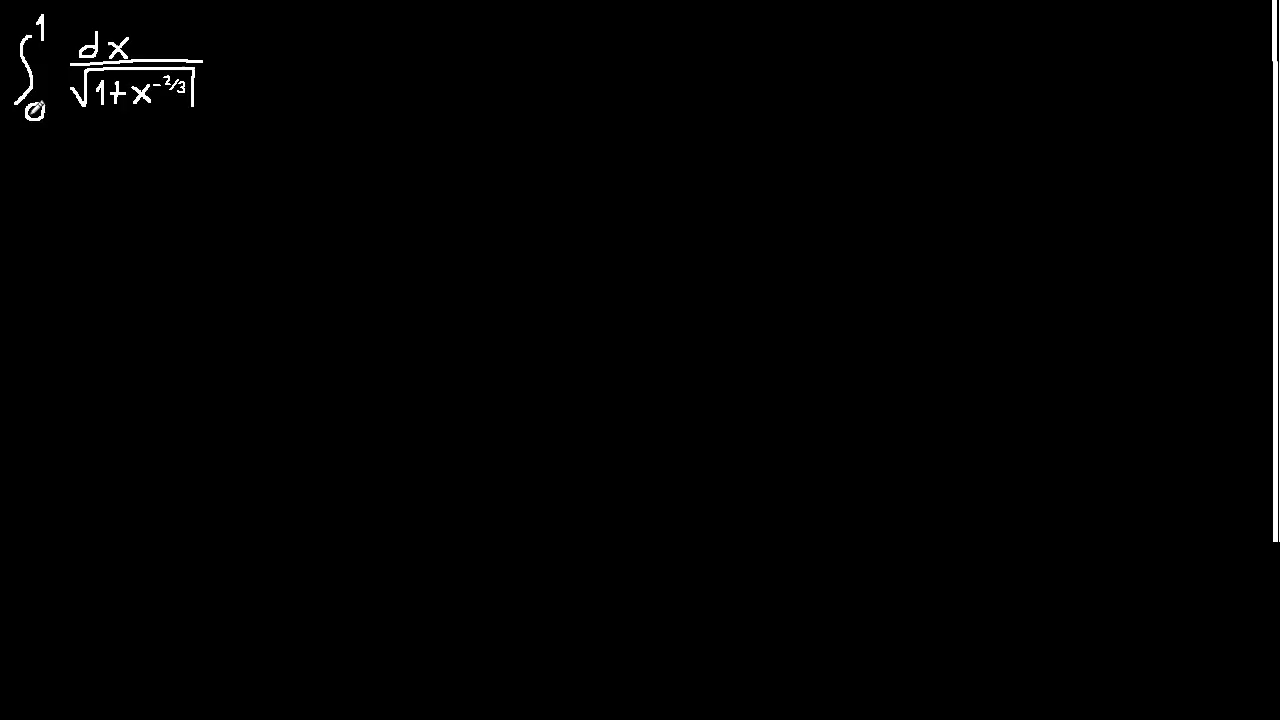 ∫₀¹ dx / √(1+x^(-2/3))